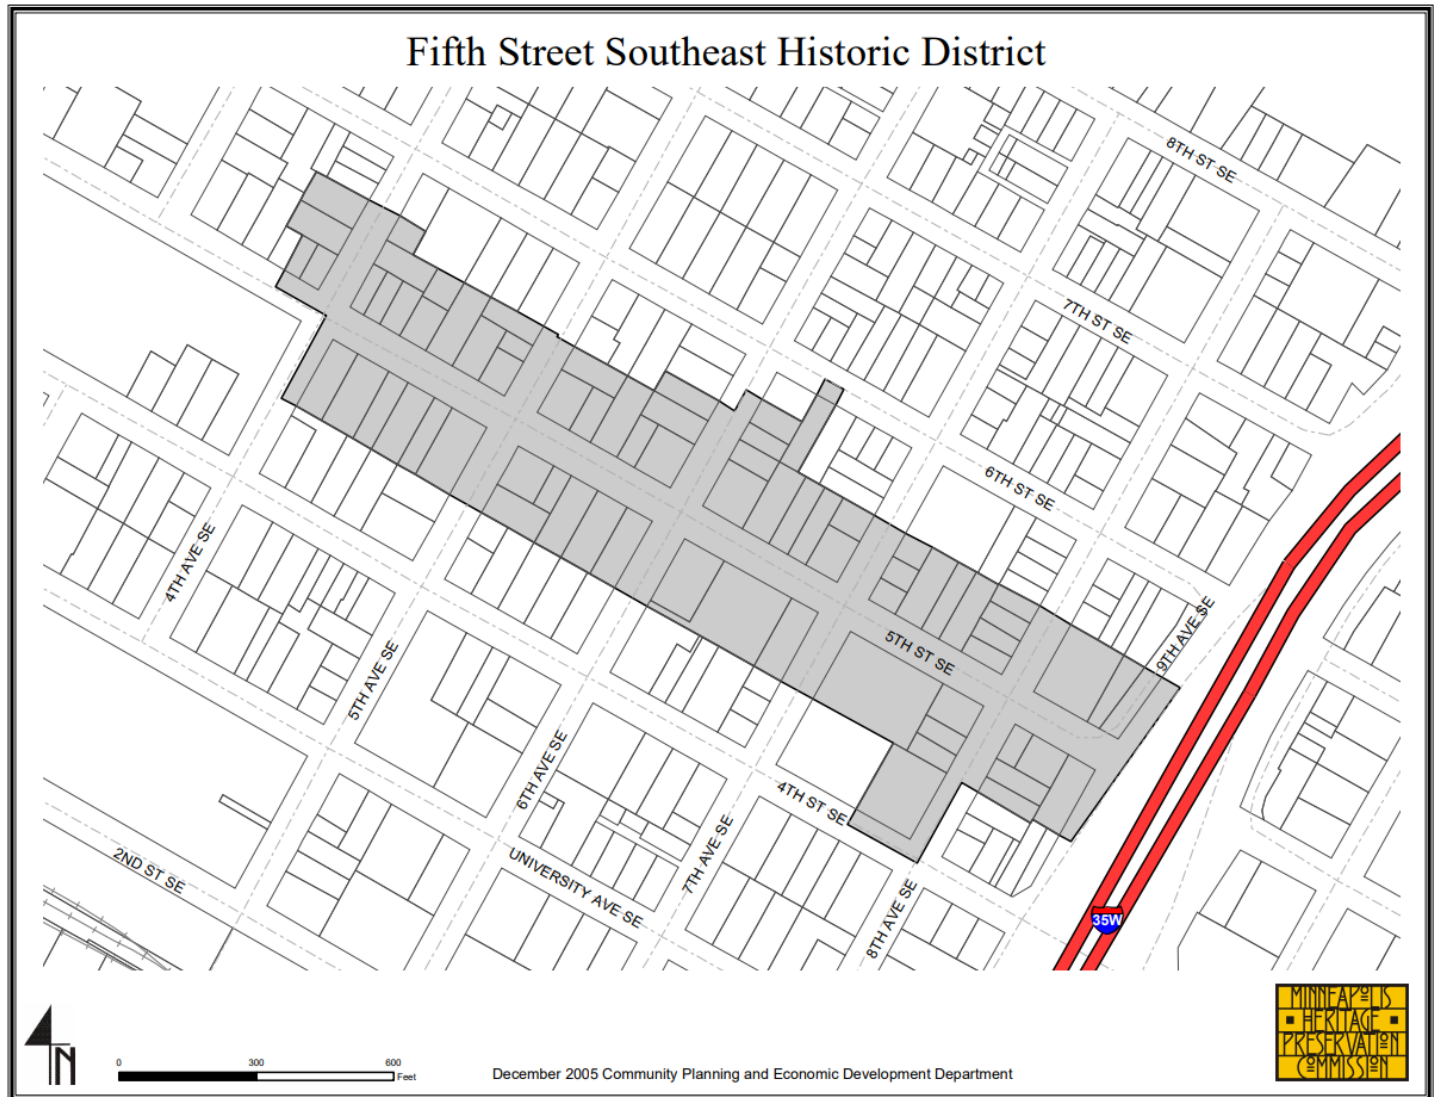 Fifth Street Southeast Historic District
8TH ST SE
7TH ST SE
6TH ST SE
4TH AVE SE
9TH AVE SE
5TH ST SE
5TH AVE SE
6TH AVE SE
4TH ST SE
7TH AVE SE
2ND ST SE
UNIVERSITY AVE SE
8TH AVE SE
35W
N
0 300 600
Feet
December 2005 Community Planning and Economic Development Department
MINNEAPOLIS
HERITAGE
PRESERVATION
COMMISSION